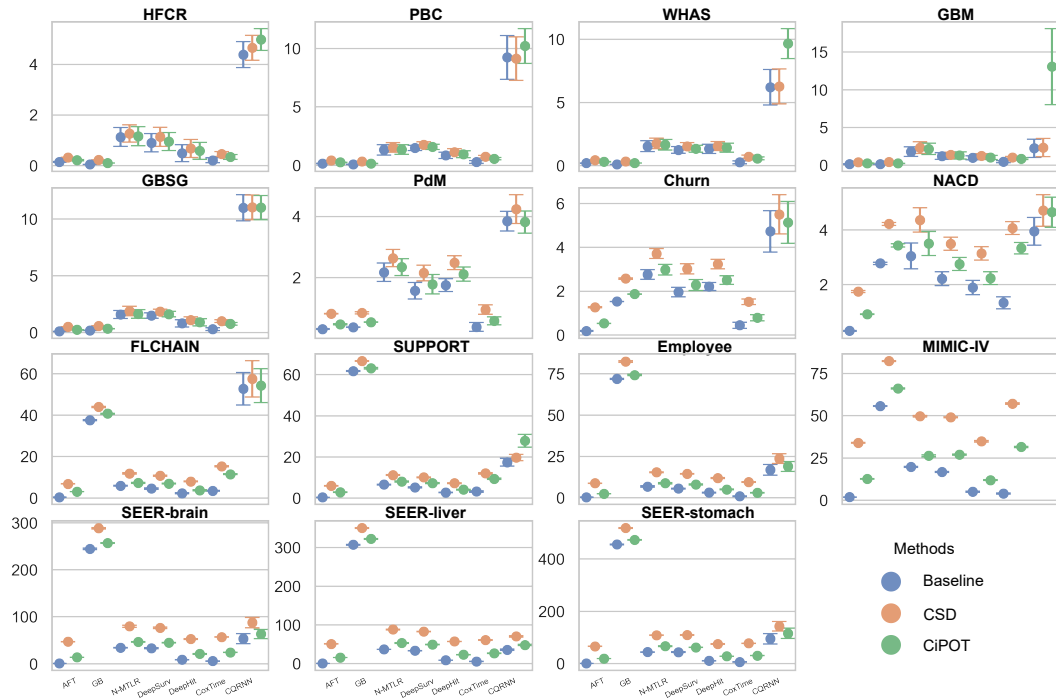 HFCR PBC WHAS GBM
4 2 0
10 5 0
10 5 0
15 10 5 0
GBSG PdM Churn NACD
10 5 0
4 2
6 4 2 0
4 2
FLCHAIN SUPPORT Employee MIMIC-IV
60 40 20 0
60 40 20 0
75 50 25 0
75 50 25 0
SEER-brain SEER-liver SEER-stomach
300 200 100 0
300 200 100 0
400 200 0
AFT GB N-MTLR DeepSurv DeepHit CoxTime CQRNN
AFT GB N-MTLR DeepSurv DeepHit CoxTime CQRNN
AFT GB N-MTLR DeepSurv DeepHit CoxTime CQRNN
Methods
Baseline
CSD
CiPOT